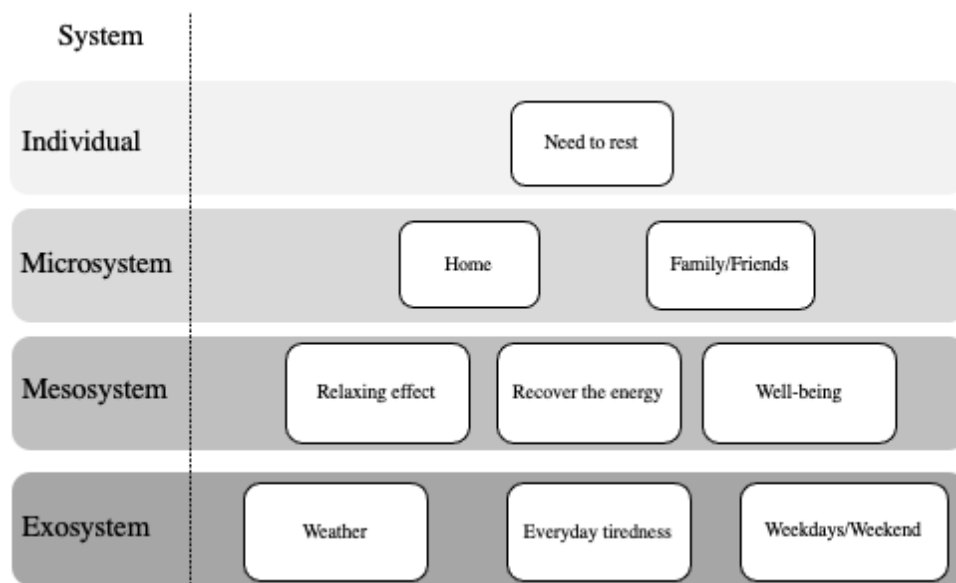 System
Individual
Need to rest
Microsystem
Home
Family/Friends
Mesosystem
Relaxing effect
Recover the energy
Well-being
Exosystem
Weather
Everyday tiredness
Weekdays/Weekend